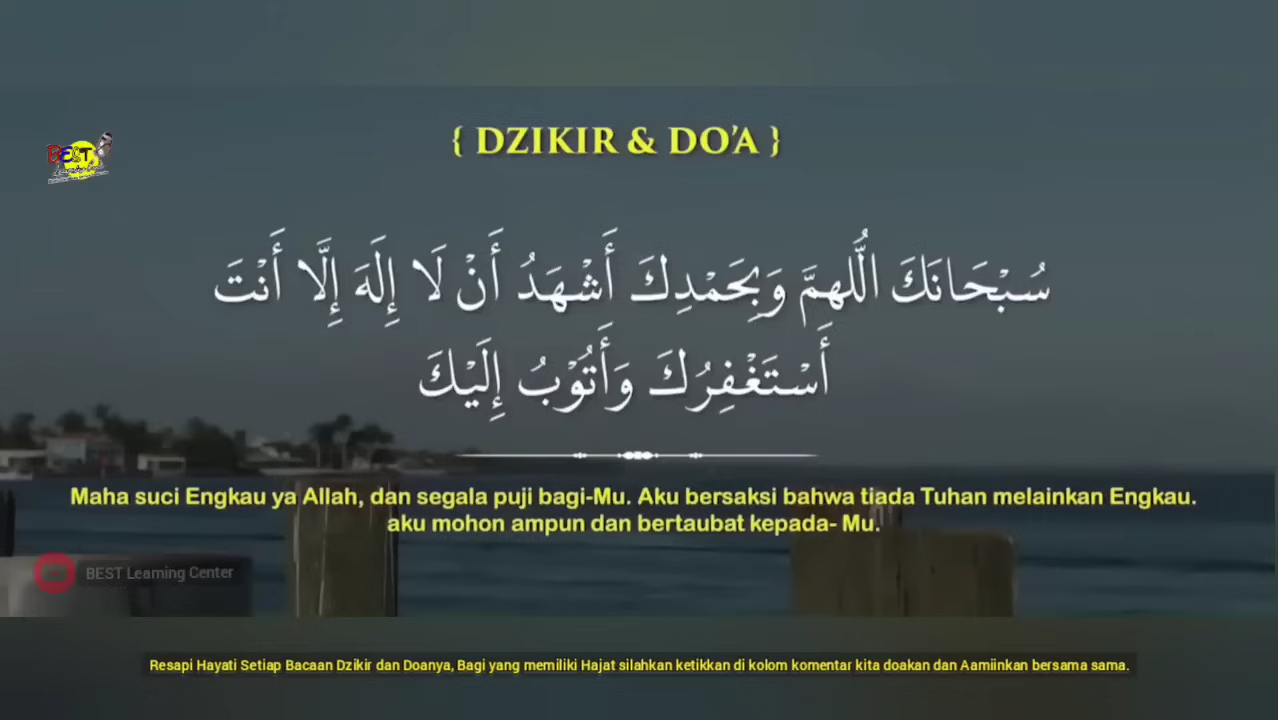 { DZIKIR & DO’A }
BEST
سُبْحَانَكَ اللَّهُمَّ وَبِحَمْدِكَ أَشْهَدُ أَنْ لَا إِلَهَ إِلَّا أَنْتَ
أَسْتَغْفِرُكَ وَأَتُوْبُ إِلَيْكَ
Maha suci Engkau ya Allah, dan segala puji bagi-Mu. Aku bersaksi bahwa tiada Tuhan melainkan Engkau.
aku mohon ampun dan bertaubat kepada- Mu.
BEST Learning Center
Resapi Hayati Setiap Bacaan Dzikir dan Doanya, Bagi yang memiliki Hajat silahkan ketikkan di kolom komentar kita doakan dan Aamiinkan bersama sama.